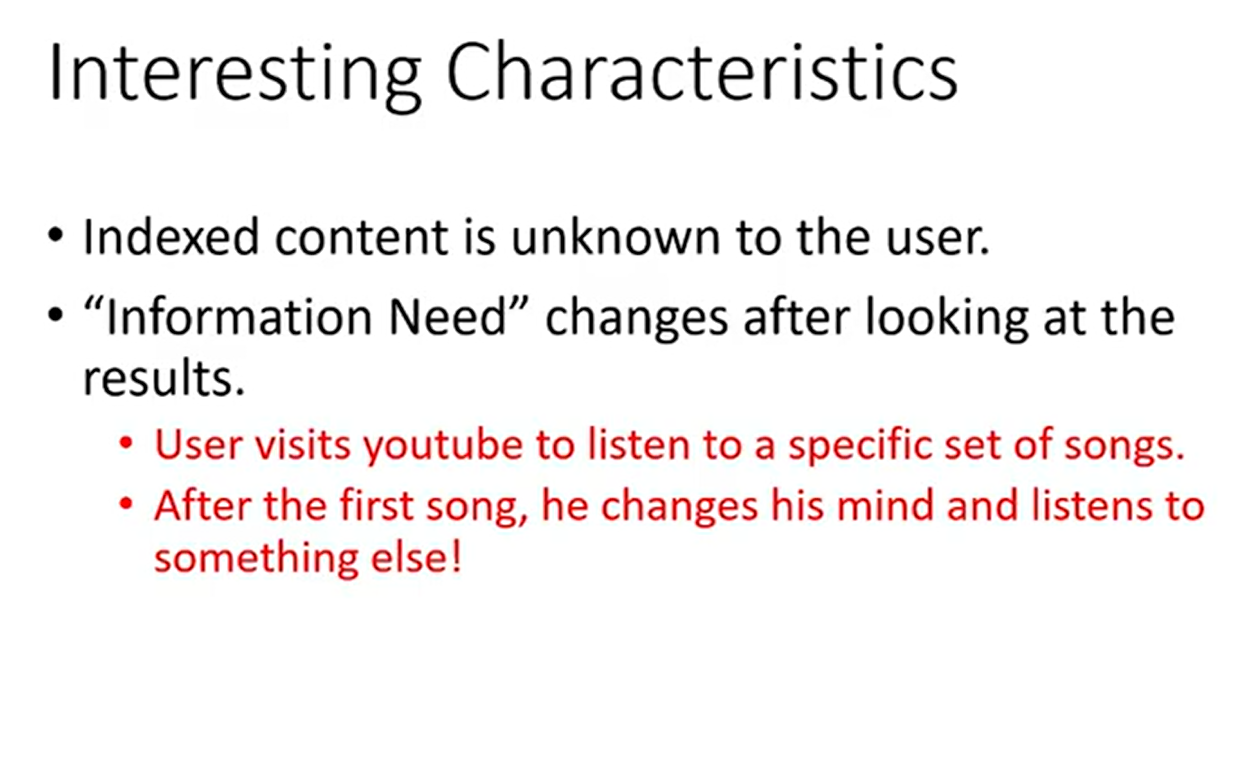 Interesting Characteristics
• Indexed content is unknown to the user.
• “Information Need” changes after looking at the
results.
• User visits youtube to listen to a specific set of songs.
• After the first song, he changes his mind and listens to
something else!